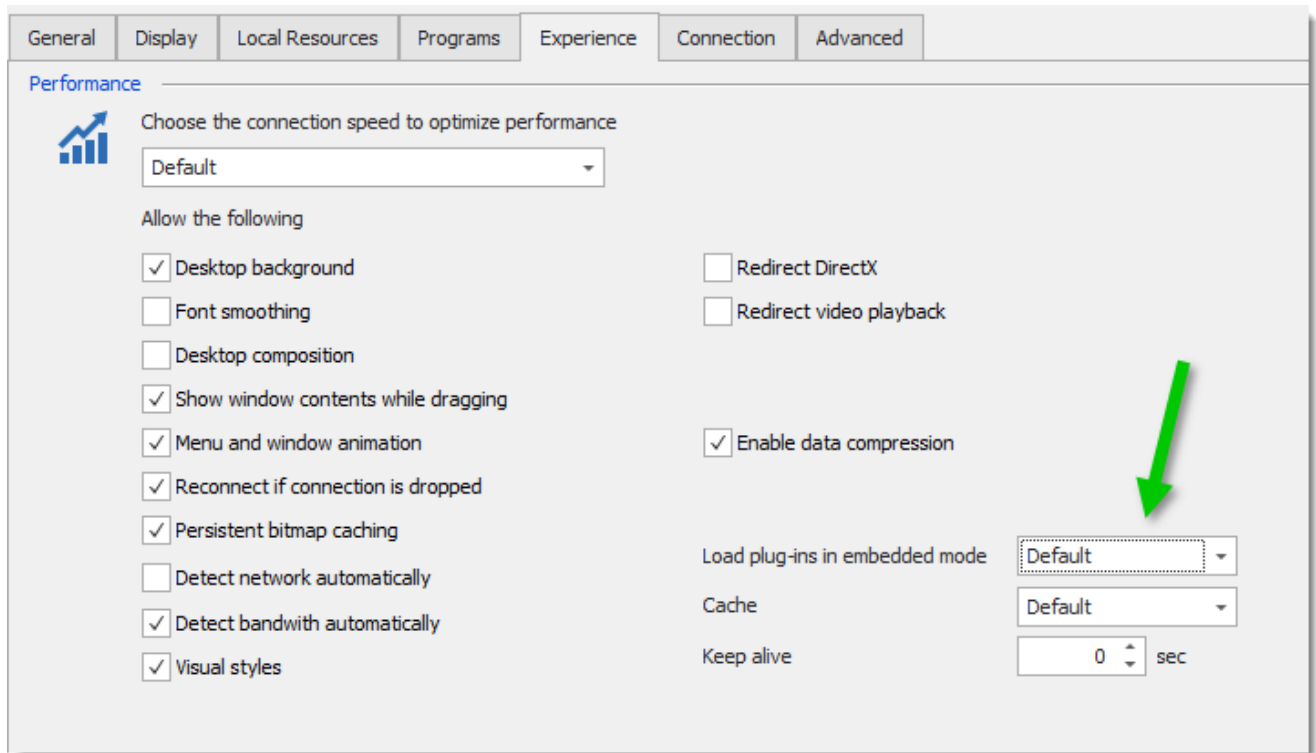 General Display Local Resources Programs Experience Connection Advanced
Performance
Choose the connection speed to optimize performance
Default
Allow the following
Desktop background
Redirect DirectX
Font smoothing
Redirect video playback
Desktop composition
Show window contents while dragging
Menu and window animation
Enable data compression
Reconnect if connection is dropped
Persistent bitmap caching
Load plug-ins in embedded mode Default
Detect network automatically
Cache Default
Detect bandwith automatically
Keep alive 0 sec
Visual styles